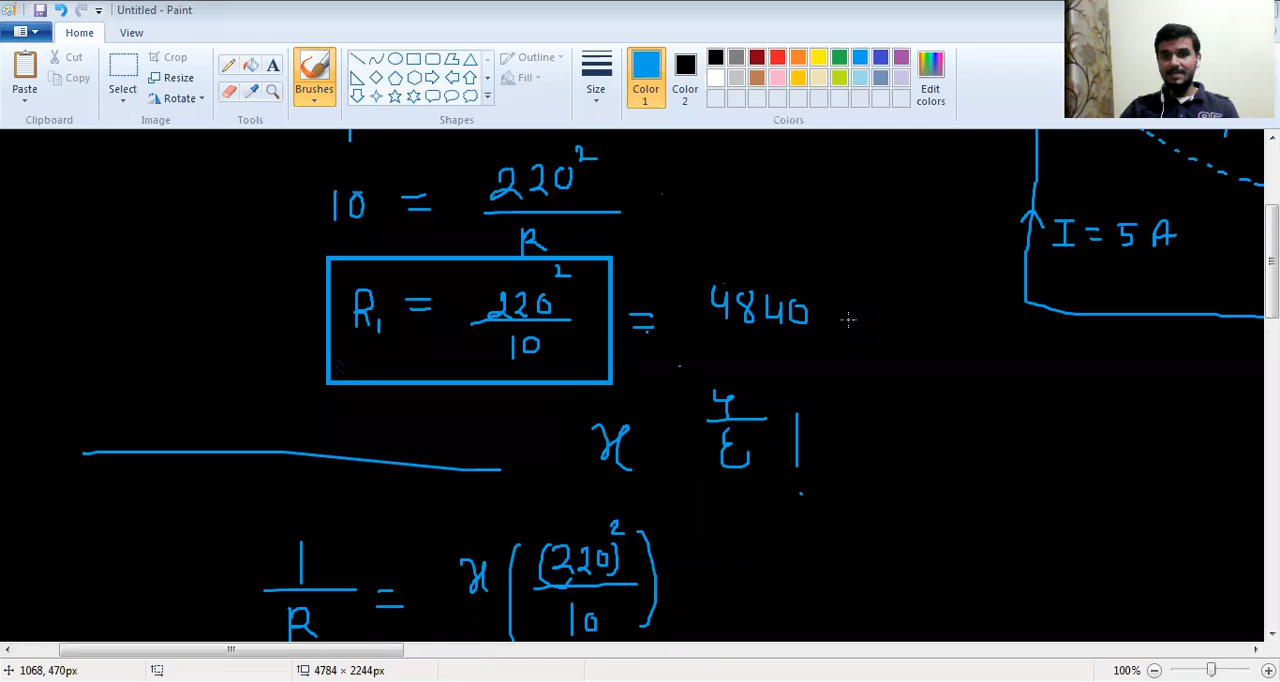 Untitled - Paint
Home View
Paste
Cut
Copy
Clipboard
Select
Crop
Resize
Rotate
Image
A
Tools
Brushes
Shapes
Outline
Fill
Size
Color 1
Color 2
Edit colors
Colors
10 = 220²/R
I = 5 A
R₁ = 220²/10 = 4840
x
1/R = x((220)²/10)
1068, 470px
4784 × 2244px
100%